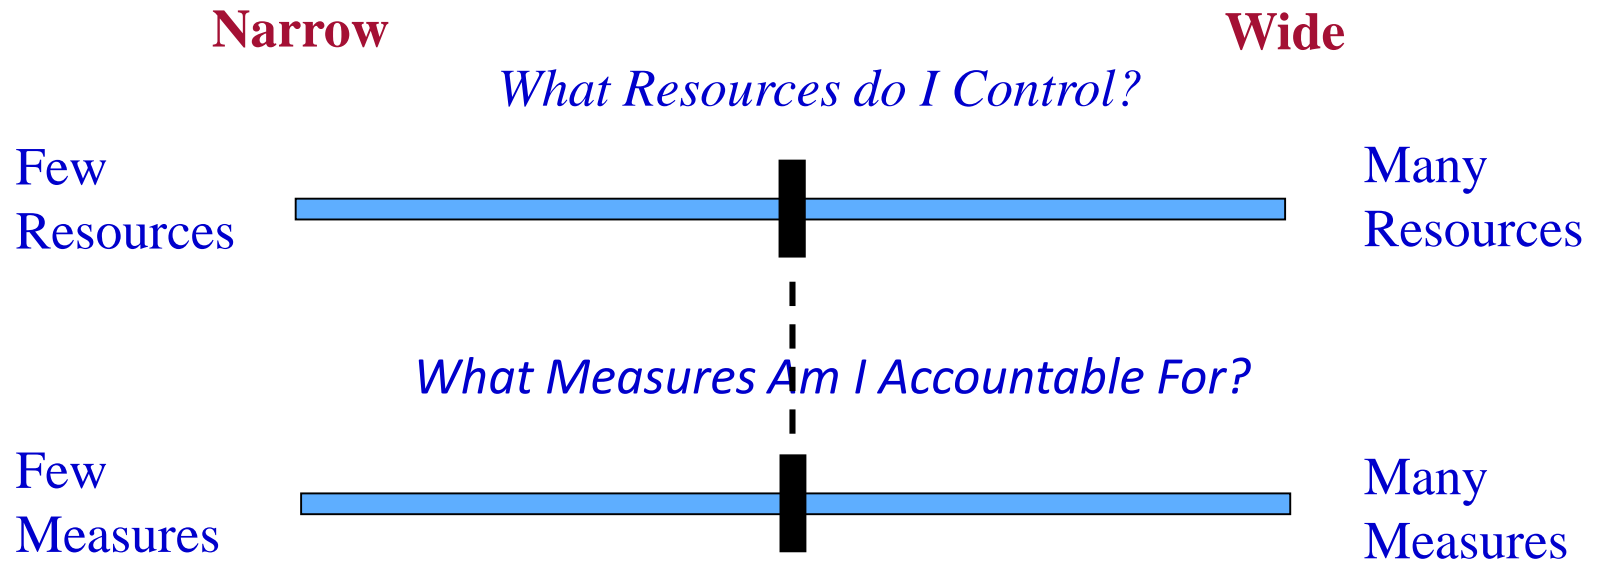 Narrow
Wide
What Resources do I Control?
Few
Resources
Many
Resources
What Measures Am I Accountable For?
Few
Measures
Many
Measures